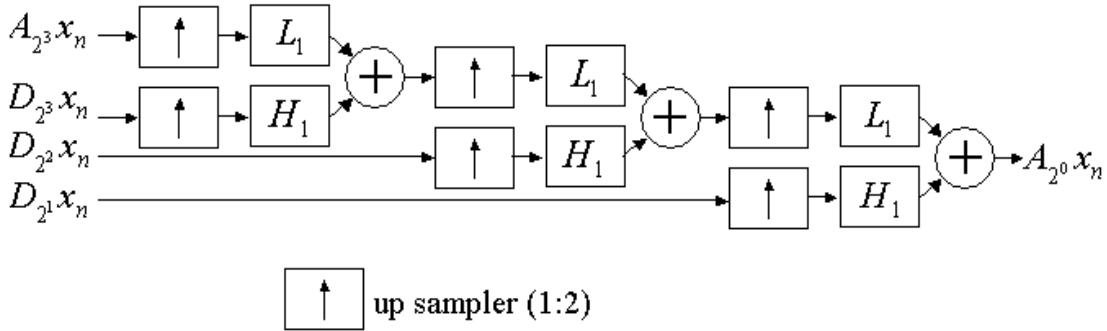 A_{2^3}x_n ↑ L_1
+ ↑ L_1
D_{2^3}x_n ↑ H_1
+ ↑ L_1
D_{2^2}x_n ↑ H_1
+ A_{2^0}x_n
D_{2^1}x_n ↑ H_1
↑ up sampler (1:2)